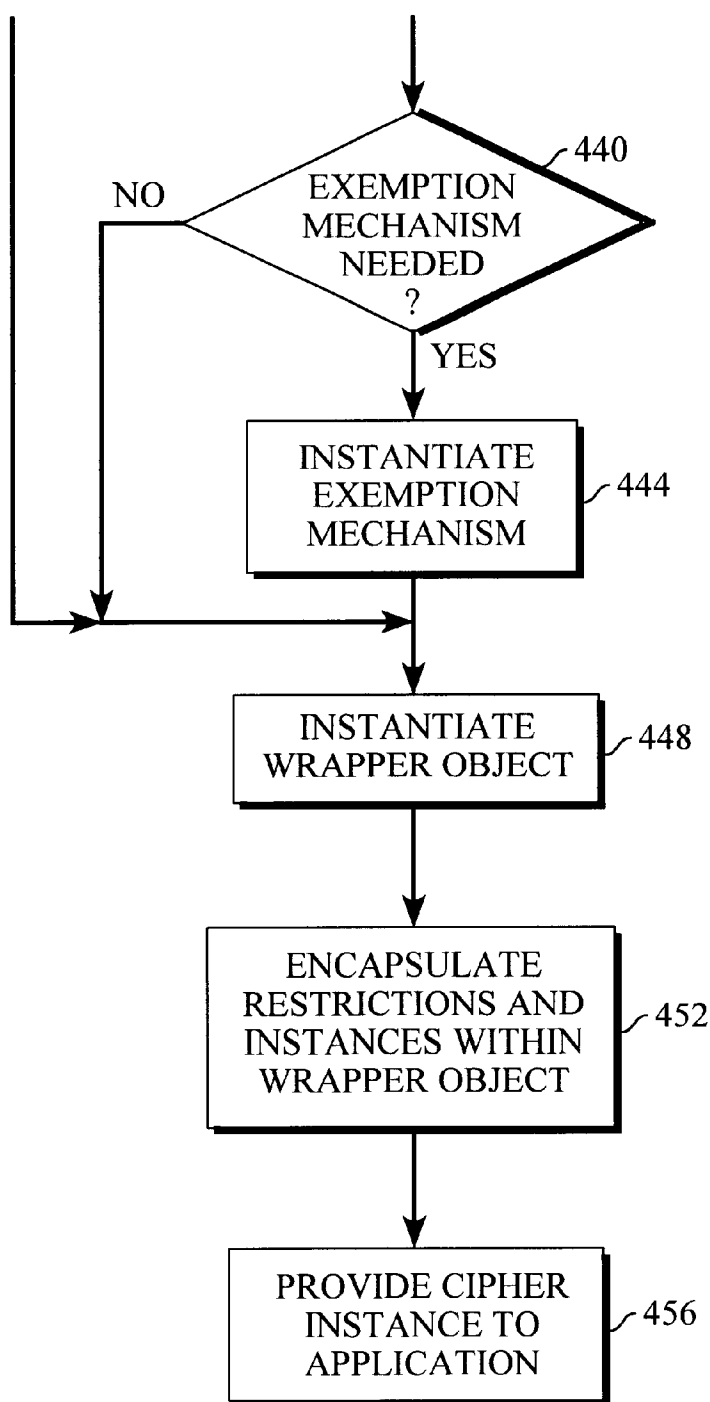 440
EXEMPTION
MECHANISM
NEEDED
?
NO
YES
INSTANTIATE
EXEMPTION
MECHANISM
444
INSTANTIATE
WRAPPER OBJECT
448
ENCAPSULATE
RESTRICTIONS AND
INSTANCES WITHIN
WRAPPER OBJECT
452
PROVIDE CIPHER
INSTANCE TO
APPLICATION
456